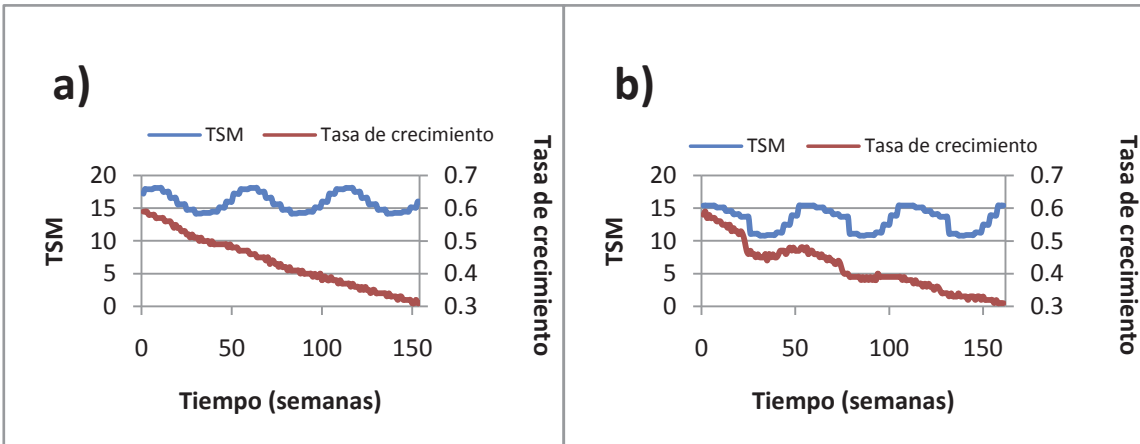 a)
TSM Tasa de crecimiento
20
15
10
5
0
TSM
0.7
0.6
0.5
0.4
0.3
Tasa de crecimiento
0 50 100 150
Tiempo (semanas)
b)
TSM Tasa de crecimiento
20
15
10
5
0
TSM
0.7
0.6
0.5
0.4
0.3
Tasa de crecimiento
0 50 100 150
Tiempo (semanas)